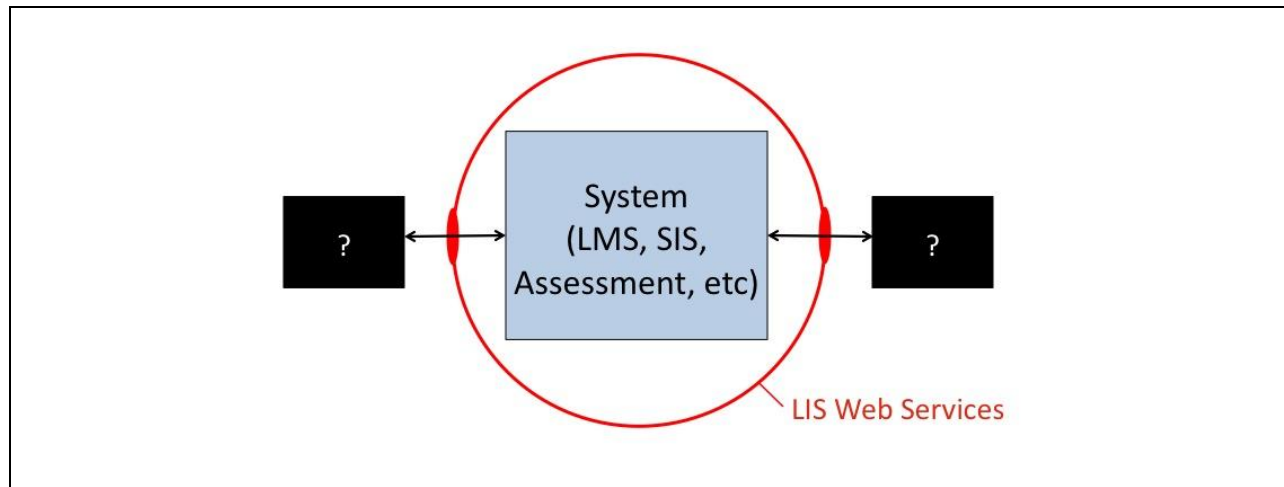 System
(LMS, SIS,
Assessment, etc)
?
?
LIS Web Services